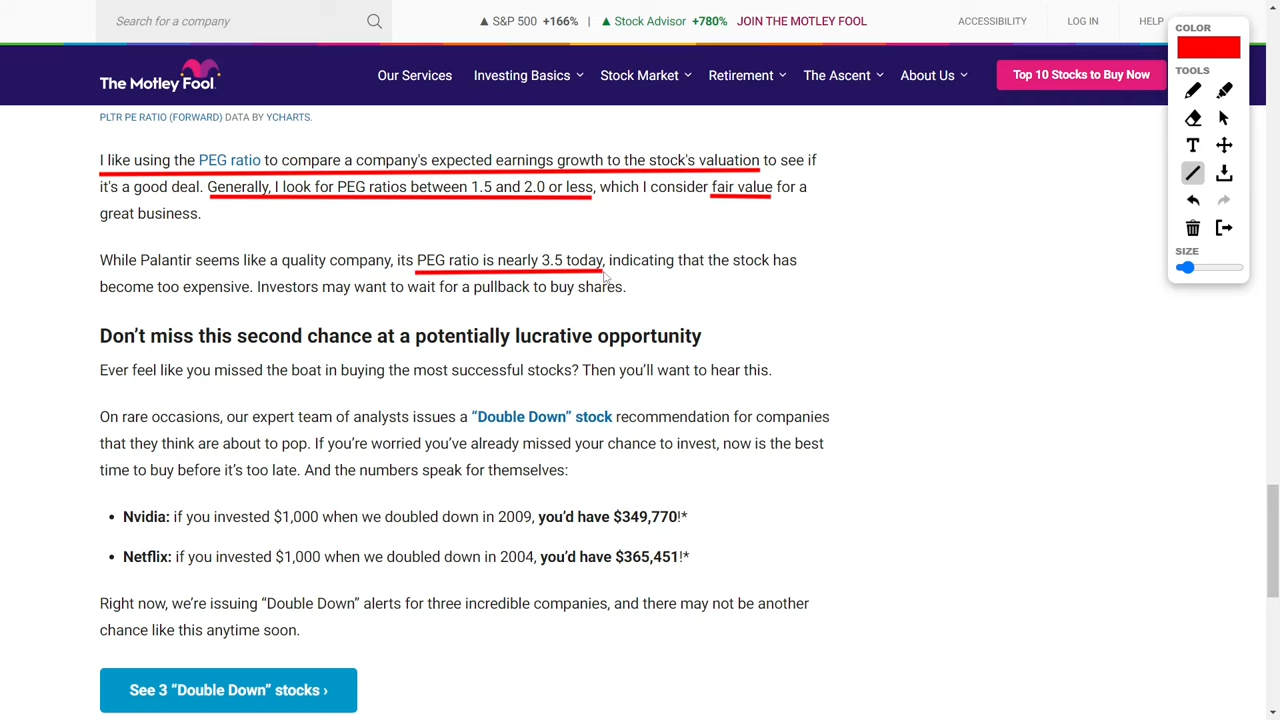 Search for a company
▲ S&P 500 +166% | ▲ Stock Advisor +780% JOIN THE MOTLEY FOOL
ACCESSIBILITY LOG IN HELP
The Motley Fool.
Our Services Investing Basics Stock Market Retirement The Ascent About Us Top 10 Stocks to Buy Now
COLOR
TOOLS
T
SIZE
PLTR PE RATIO (FORWARD) DATA BY YCHARTS.
I like using the PEG ratio to compare a company's expected earnings growth to the stock's valuation to see if
it's a good deal. Generally, I look for PEG ratios between 1.5 and 2.0 or less, which I consider fair value for a
great business.
While Palantir seems like a quality company, its PEG ratio is nearly 3.5 today, indicating that the stock has
become too expensive. Investors may want to wait for a pullback to buy shares.
Don’t miss this second chance at a potentially lucrative opportunity
Ever feel like you missed the boat in buying the most successful stocks? Then you’ll want to hear this.
On rare occasions, our expert team of analysts issues a “Double Down” stock recommendation for companies
that they think are about to pop. If you’re worried you’ve already missed your chance to invest, now is the best
time to buy before it’s too late. And the numbers speak for themselves:
• Nvidia: if you invested $1,000 when we doubled down in 2009, you’d have $349,770!*
• Netflix: if you invested $1,000 when we doubled down in 2004, you’d have $365,451!*
Right now, we’re issuing “Double Down” alerts for three incredible companies, and there may not be another
chance like this anytime soon.
See 3 “Double Down” stocks ›